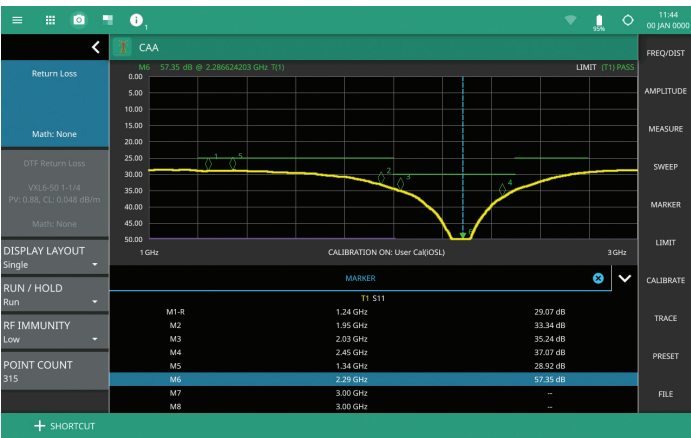 1
95%
11:44
00 JAN 0000
CAA
FREQ/DIST
M6 57.35 dB @ 2.286624203 GHz T(1)
LIMIT (T1) PASS
Return Loss
Math: None
DTF Return Loss
VXL6-50 1-1/4
PV: 0.88, CL: 0.048 dB/m
Math: None
DISPLAY LAYOUT
Single
RUN / HOLD
Run
RF IMMUNITY
Low
POINT COUNT
315
0.00
5.00
10.00
15.00
20.00
25.00
30.00
35.00
40.00
45.00
50.00
1
5
2
3
4
6
1 GHz
CALIBRATION ON: User Cal(iOSL)
3 GHz
MARKER
T1 S11
M1-R 1.24 GHz 29.07 dB
M2 1.95 GHz 33.34 dB
M3 2.03 GHz 35.24 dB
M4 2.45 GHz 37.07 dB
M5 1.34 GHz 28.92 dB
M6 2.29 GHz 57.35 dB
M7 3.00 GHz --
M8 3.00 GHz --
AMPLITUDE
MEASURE
SWEEP
MARKER
LIMIT
CALIBRATE
TRACE
PRESET
FILE
+ SHORTCUT